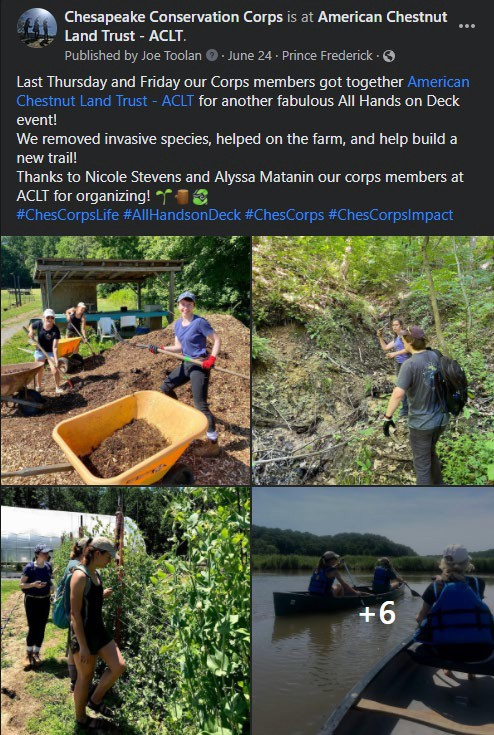 Chesapeake Conservation Corps is at American Chestnut
Land Trust - ACLT.
Published by Joe Toolan · June 24 · Prince Frederick ·
Last Thursday and Friday our Corps members got together American
Chestnut Land Trust - ACLT for another fabulous All Hands on Deck
event!
We removed invasive species, helped on the farm, and help build a
new trail!
Thanks to Nicole Stevens and Alyssa Matanin our corps members at
ACLT for organizing!
#ChesCorpsLife #AllHandsonDeck #ChesCorps #ChesCorpsImpact
+6